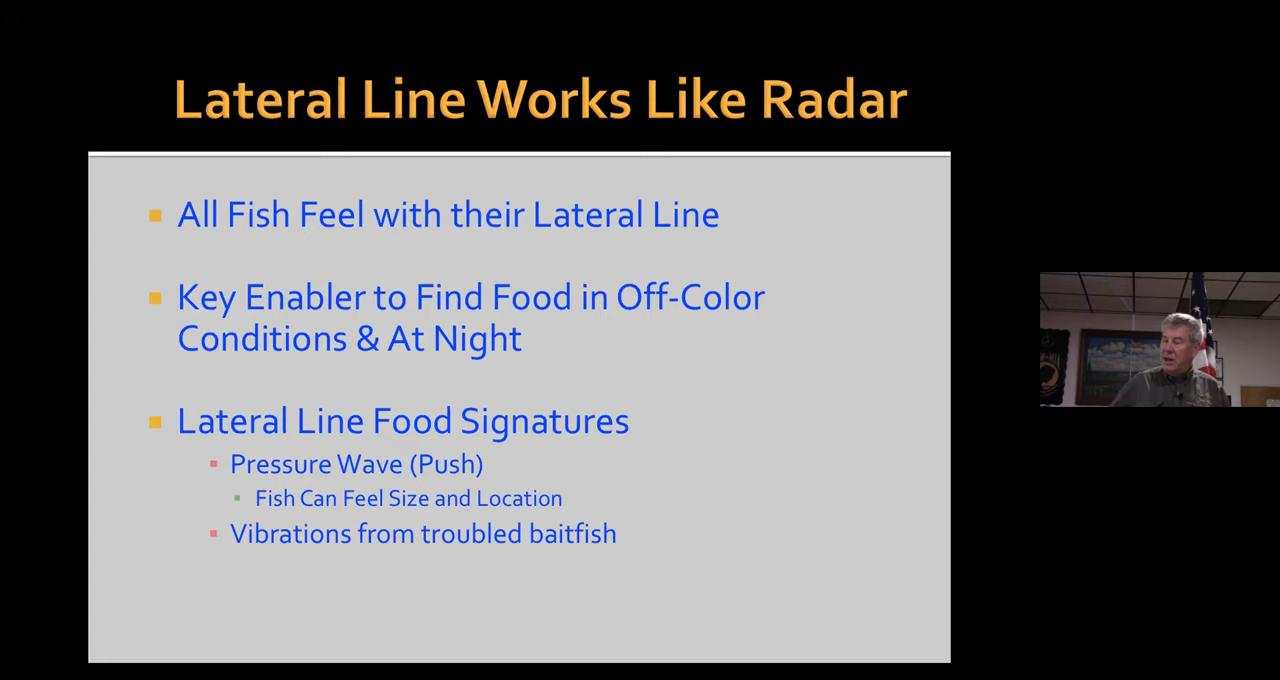 Lateral Line Works Like Radar
All Fish Feel with their Lateral Line
Key Enabler to Find Food in Off-Color
Conditions & At Night
Lateral Line Food Signatures
Pressure Wave (Push)
Fish Can Feel Size and Location
Vibrations from troubled baitfish